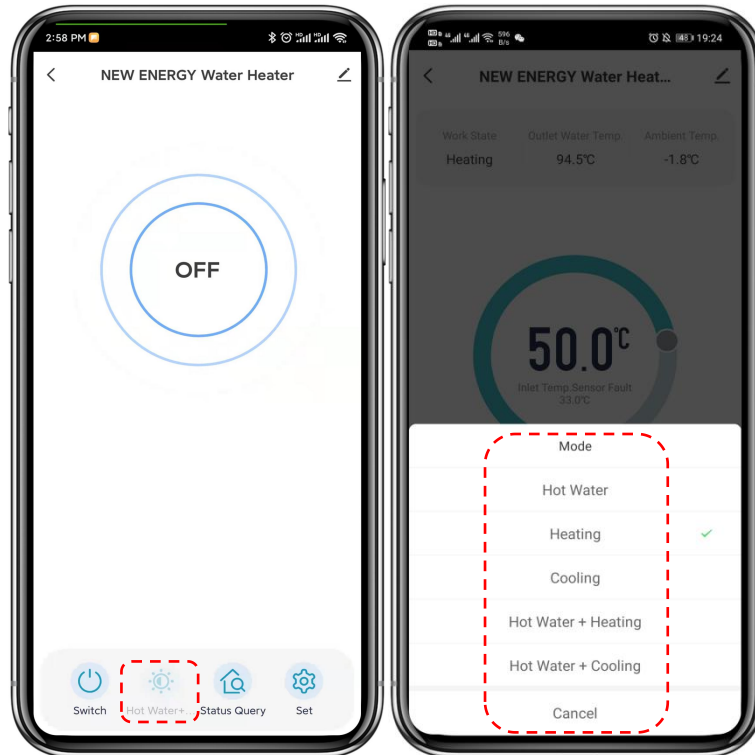 2:58 PM
NEW ENERGY Water Heater
OFF
Switch
Hot Water+...
Status Query
Set
596 B/s
48
19:24
NEW ENERGY Water Heat...
Work State
Outlet Water Temp.
Ambient Temp.
Heating
94.5℃
-1.8℃
50.0℃
Inlet Temp.Sensor Fault
33.0℃
Mode
Hot Water
Heating
Cooling
Hot Water + Heating
Hot Water + Cooling
Cancel